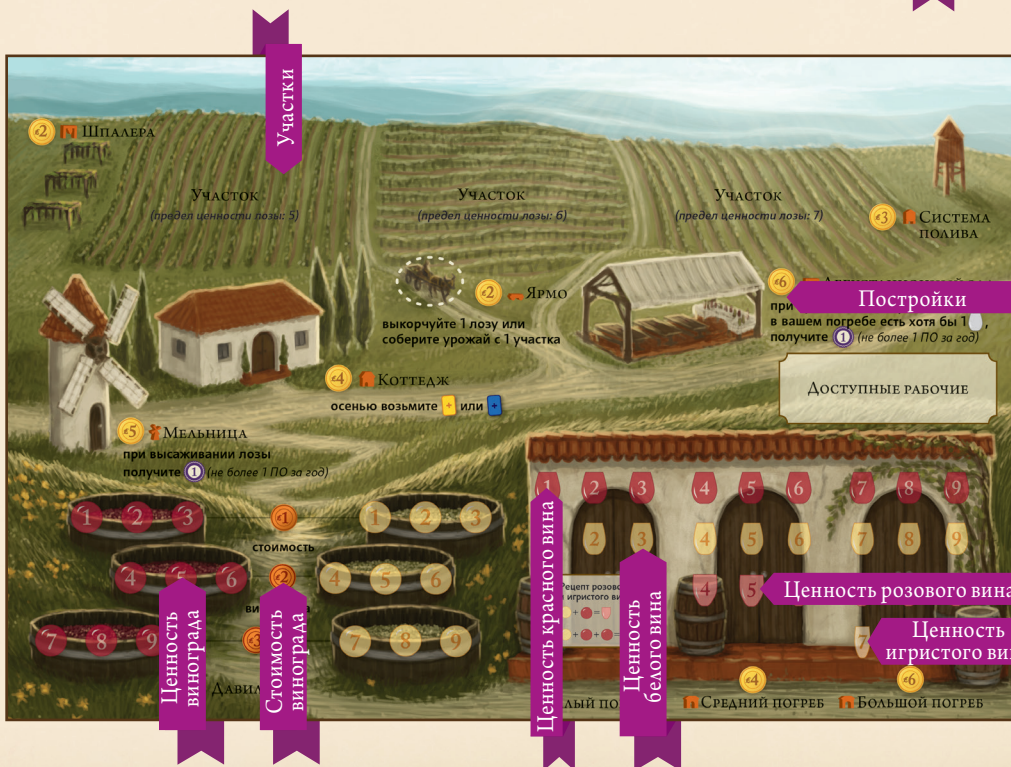 Участки
2 Шпалера
Участок
(предел ценности лозы: 5)
Участок
(предел ценности лозы: 6)
Участок
(предел ценности лозы: 7)
3 Система
полива
2 Ярмо
выкорчуйте 1 лозу или
соберите урожай с 1 участка
6
Постройки
при
в вашем погребе есть хотя бы 1 ,
получите 1 (не более 1 ПО за год)
Доступные рабочие
4 Коттедж
осенью возьмите + или +
5 Мельница
при высаживании лозы
получите 1 (не более 1 ПО за год)
1 2 3 1 1 2 3
стоимость
4 5 6 2 4 5 6
7 8 9 3 7 8 9
Ценность
винограда
Стоимость
винограда
1 2 3 4 5 6 7 8 9
2 3 4 5 6 7 8 9
4 5
7
Ценность красного вина
Ценность
белого вина
Ценность розового вина
Ценность
игристого
+ =
+ + =
4 Средний погреб
6 Большой погреб